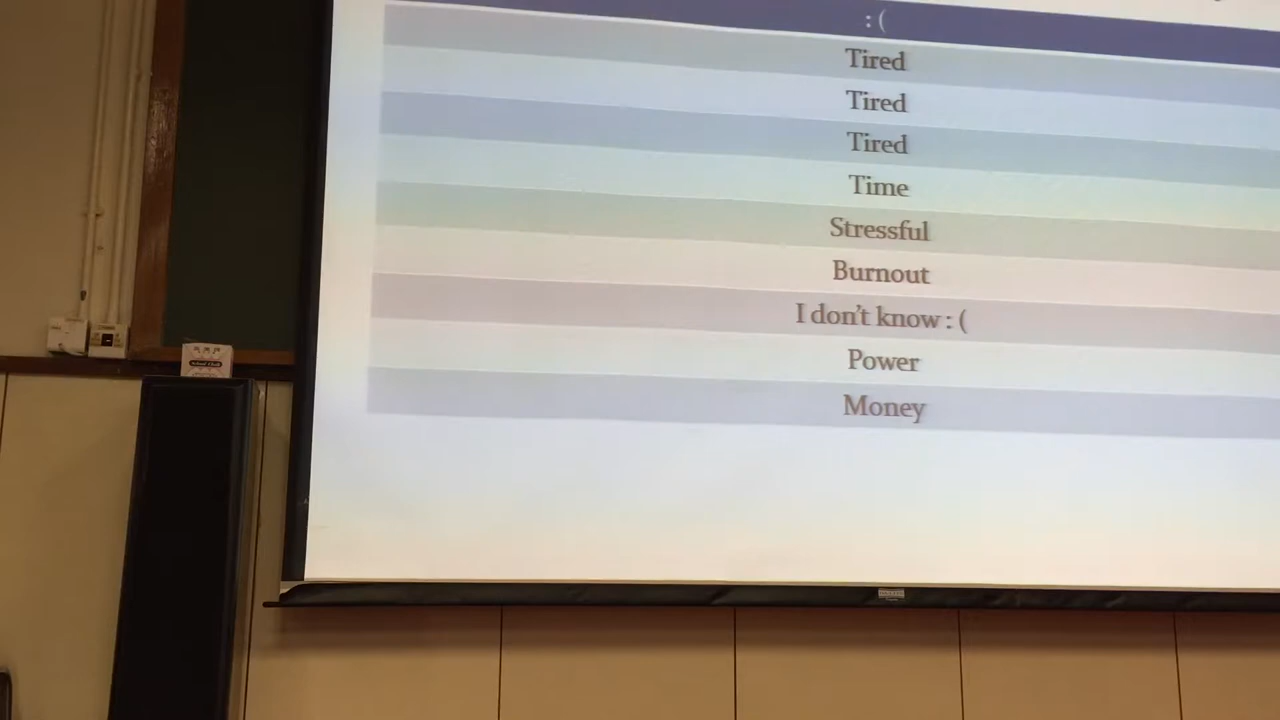 : (
Tired
Tired
Tired
Time
Stressful
Burnout
I don't know : (
Power
Money